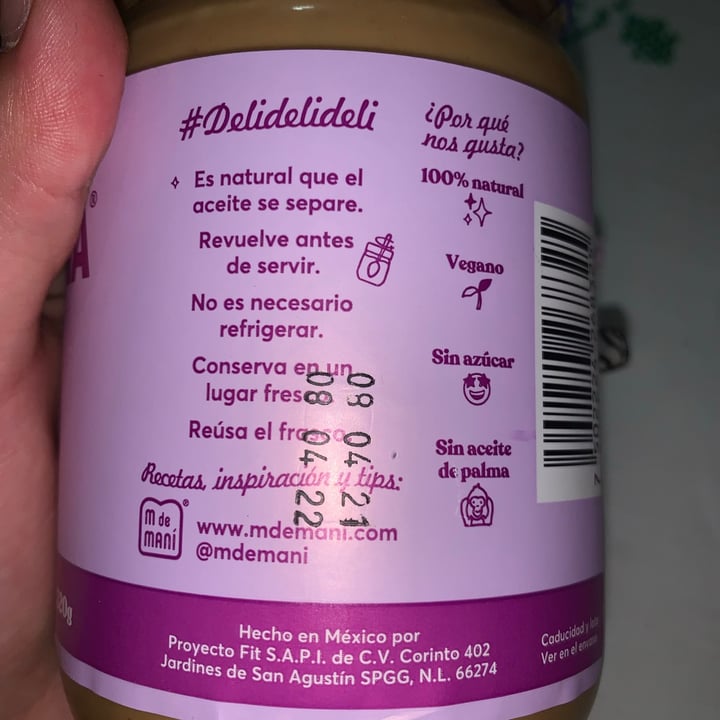 #Delidelideli
Es natural que el
aceite se separe.
Revuelve antes
de servir.
No es necesario
refrigerar.
Conserva en un
lugar fresco.
Reúsa el frasco.
Recetas, inspiración y tips:
m de
MANÍ®
www.mdemani.com
@mdemani
08 04 21
08 04 22
¿Por qué
nos gusta?
100% natural
Vegano
Sin azúcar
Sin aceite
de palma
Hecho en México por
Proyecto Fit S.A.P.I. de C.V. Corinto 402
Jardines de San Agustín SPGG, N.L. 66274
Caducidad y lote
Ver en el envase